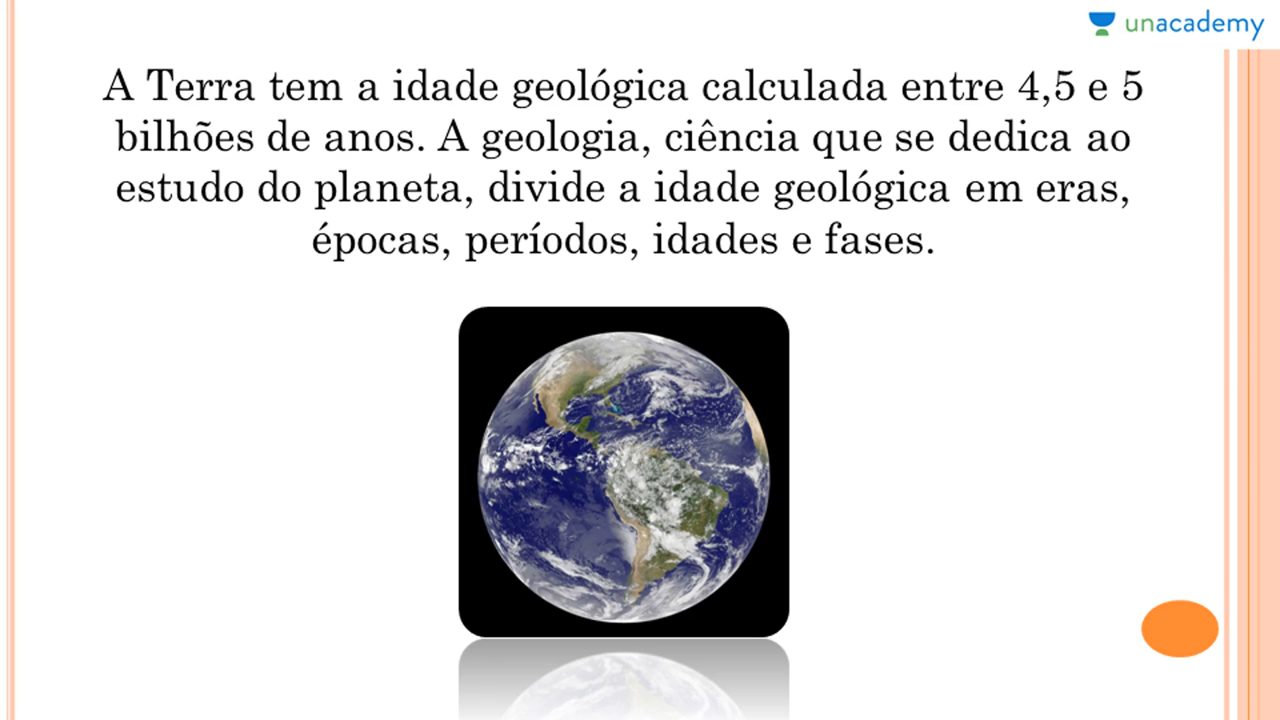 unacademy
A Terra tem a idade geológica calculada entre 4,5 e 5
bilhões de anos. A geologia, ciência que se dedica ao
estudo do planeta, divide a idade geológica em eras,
épocas, períodos, idades e fases.